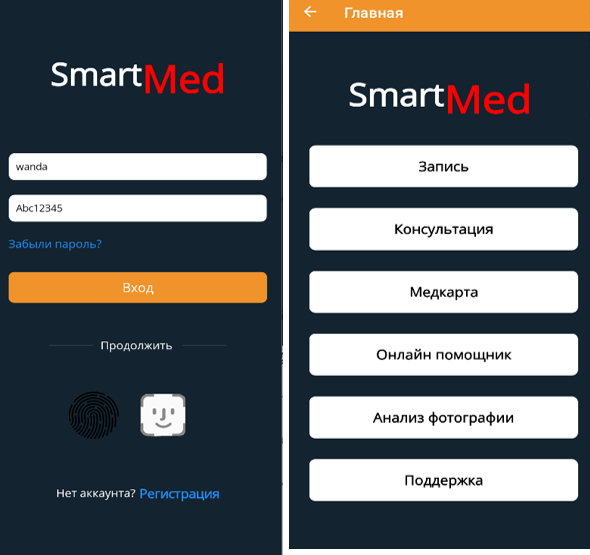 SmartMed
wanda
Abc12345
Забыли пароль?
Вход
Продолжить
Нет аккаунта? Регистрация
Главная
SmartMed
Запись
Консультация
Медкарта
Онлайн помощник
Анализ фотографии
Поддержка